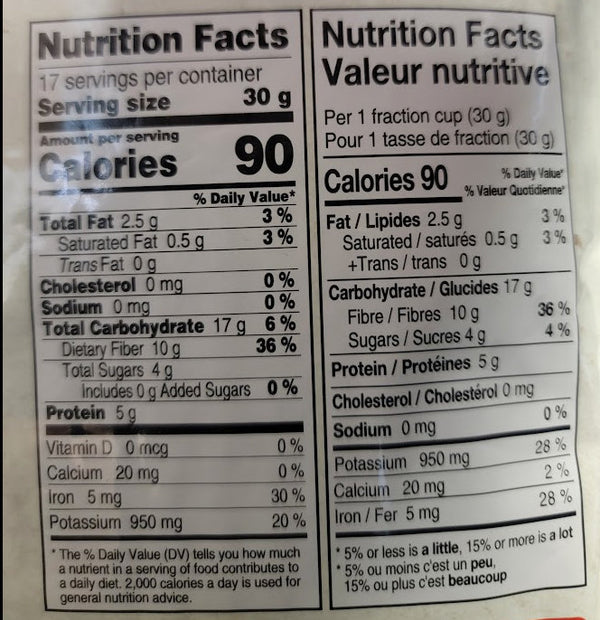 Nutrition Facts
17 servings per container
Serving size 30 g
Amount per serving
Calories 90
% Daily Value*
Total Fat 2.5 g 3 %
Saturated Fat 0.5 g 3 %
Trans Fat 0 g
Cholesterol 0 mg 0 %
Sodium 0 mg 0 %
Total Carbohydrate 17 g 6 %
Dietary Fiber 10 g 36 %
Total Sugars 4 g
Includes 0 g Added Sugars 0 %
Protein 5 g
Vitamin D 0 mcg 0 %
Calcium 20 mg 0 %
Iron 5 mg 30 %
Potassium 950 mg 20 %
* The % Daily Value (DV) tells you how much
a nutrient in a serving of food contributes to
a daily diet. 2,000 calories a day is used for
general nutrition advice.
Nutrition Facts
Valeur nutritive
Per 1 fraction cup (30 g)
Pour 1 tasse de fraction (30 g)
Calories 90
% Daily Value*
% Valeur Quotidienne*
Fat / Lipides 2.5 g 3 %
Saturated / saturés 0.5 g 3 %
+Trans / trans 0 g
Carbohydrate / Glucides 17 g
Fibre / Fibres 10 g 36 %
Sugars / Sucres 4 g 4 %
Protein / Protéines 5 g
Cholesterol / Cholestérol 0 mg
Sodium 0 mg 0 %
Potassium 950 mg 28 %
Calcium 20 mg 2 %
Iron / Fer 5 mg 28 %
* 5% or less is a little, 15% or more is a lot
* 5% ou moins c'est un peu,
15% ou plus c'est beaucoup